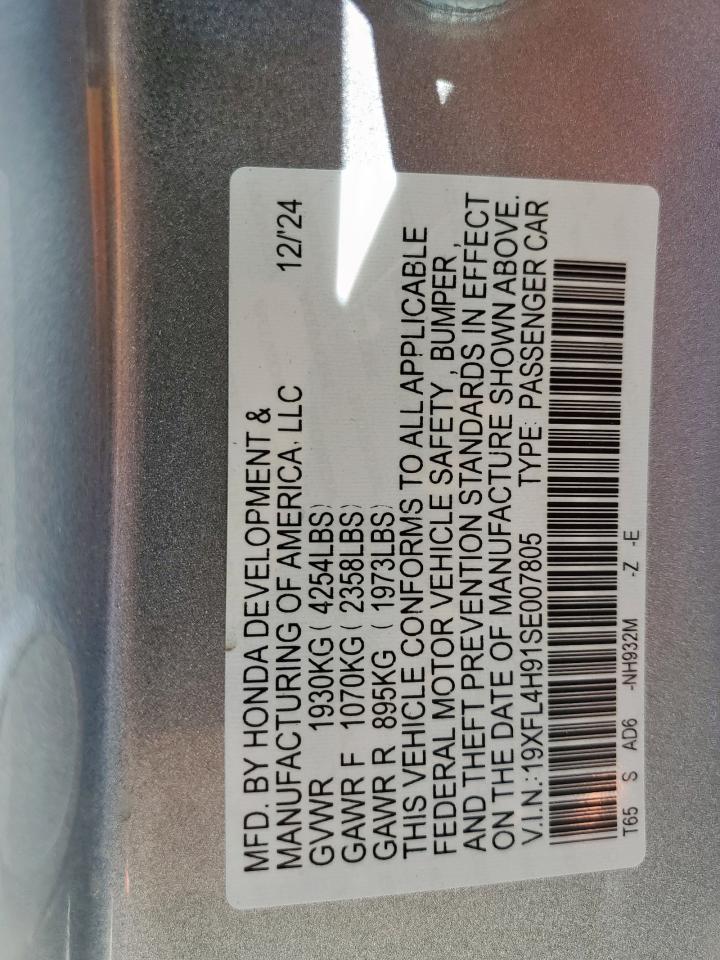 MFD. BY HONDA DEVELOPMENT &
MANUFACTURING OF AMERICA, LLC 12/'24
GVWR 1930KG ( 4254LBS)
GAWR F 1070KG ( 2358LBS)
GAWR R 895KG ( 1973LBS)
THIS VEHICLE CONFORMS TO ALL APPLICABLE
FEDERAL MOTOR VEHICLE SAFETY , BUMPER ,
AND THEFT PREVENTION STANDARDS IN EFFECT
ON THE DATE OF MANUFACTURE SHOWN ABOVE.
V.I.N.:19XFL4H91SE007805 TYPE: PASSENGER CAR
T65 S AD6 -NH932M -Z -E